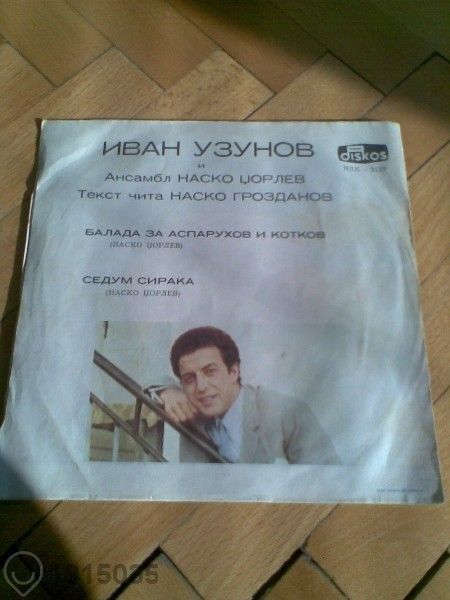 ИВАН УЗУНОВ
diskos
и
Ансамбл НАСКО ЏОРЛЕВ
Текст чита НАСКО ГРОЗДАНОВ
БАЛАДА ЗА АСПАРУХОВ И КОТКОВ
(НАСКО ЏОРЛЕВ)
СЕДУМ СИРАКА
(НАСКО ЏОРЛЕВ)
1915035